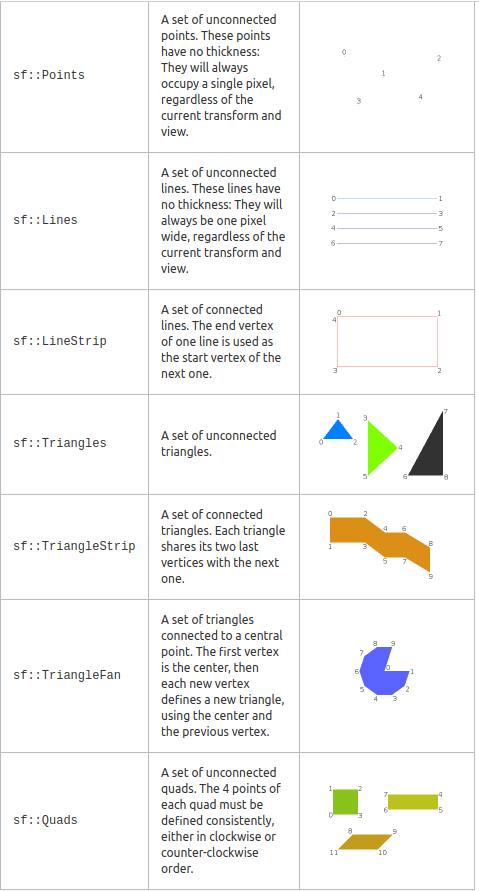 sf::Points
A set of unconnected
points. These points
have no thickness:
They will always
occupy a single pixel,
regardless of the
current transform and
view.
0
2
1
3
4
sf::Lines
A set of unconnected
lines. These lines have
no thickness: They will
always be one pixel
wide, regardless of the
current transform and
view.
0 1
2 3
4 5
6 7
sf::LineStrip
A set of connected
lines. The end vertex
of one line is used as
the start vertex of the
next one.
0 1
4
3 2
sf::Triangles
A set of unconnected
triangles.
1 3 7
0 2 4
5 6 8
sf::TriangleStrip
A set of connected
triangles. Each triangle
shares its two last
vertices with the next
one.
0 2
4 6
1 3 8
5 7
9
sf::TriangleFan
A set of triangles
connected to a central
point. The first vertex
is the center, then
each new vertex
defines a new triangle,
using the center and
the previous vertex.
8 9
7
6 0 1
5 2
4 3
sf::Quads
A set of unconnected
quads. The 4 points of
each quad must be
defined consistently,
either in clockwise or
counter-clockwise
order.
1 2 7 4
0 3 6 5
8 9
11 10